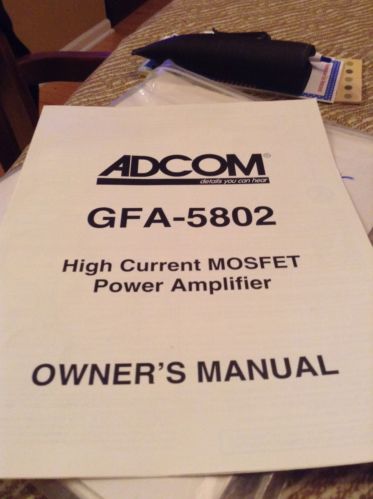 ADCOM®
details you can hear
GFA-5802
High Current MOSFET
Power Amplifier
OWNER'S MANUAL